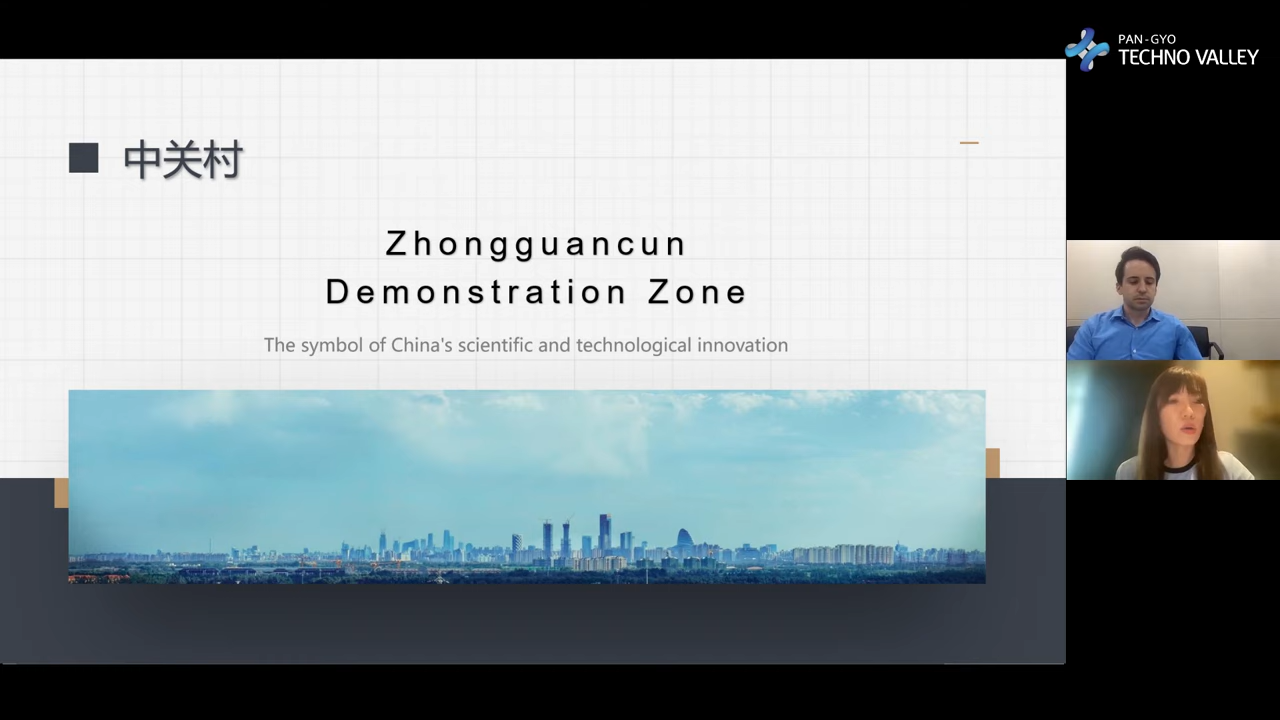 PAN-GYO
TECHNO VALLEY
中关村
Zhongguancun
Demonstration Zone
The symbol of China's scientific and technological innovation